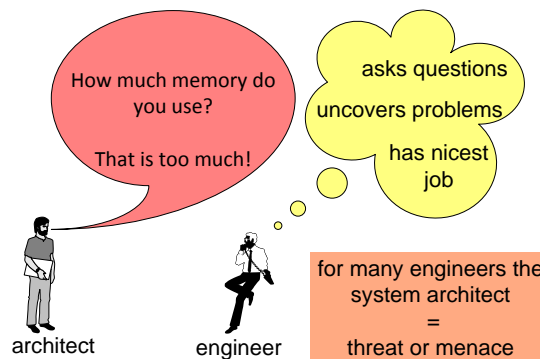 How much memory do
you use?
That is too much!
asks questions
uncovers problems
has nicest
job
architect
engineer
for many engineers the
system architect
=
threat or menace